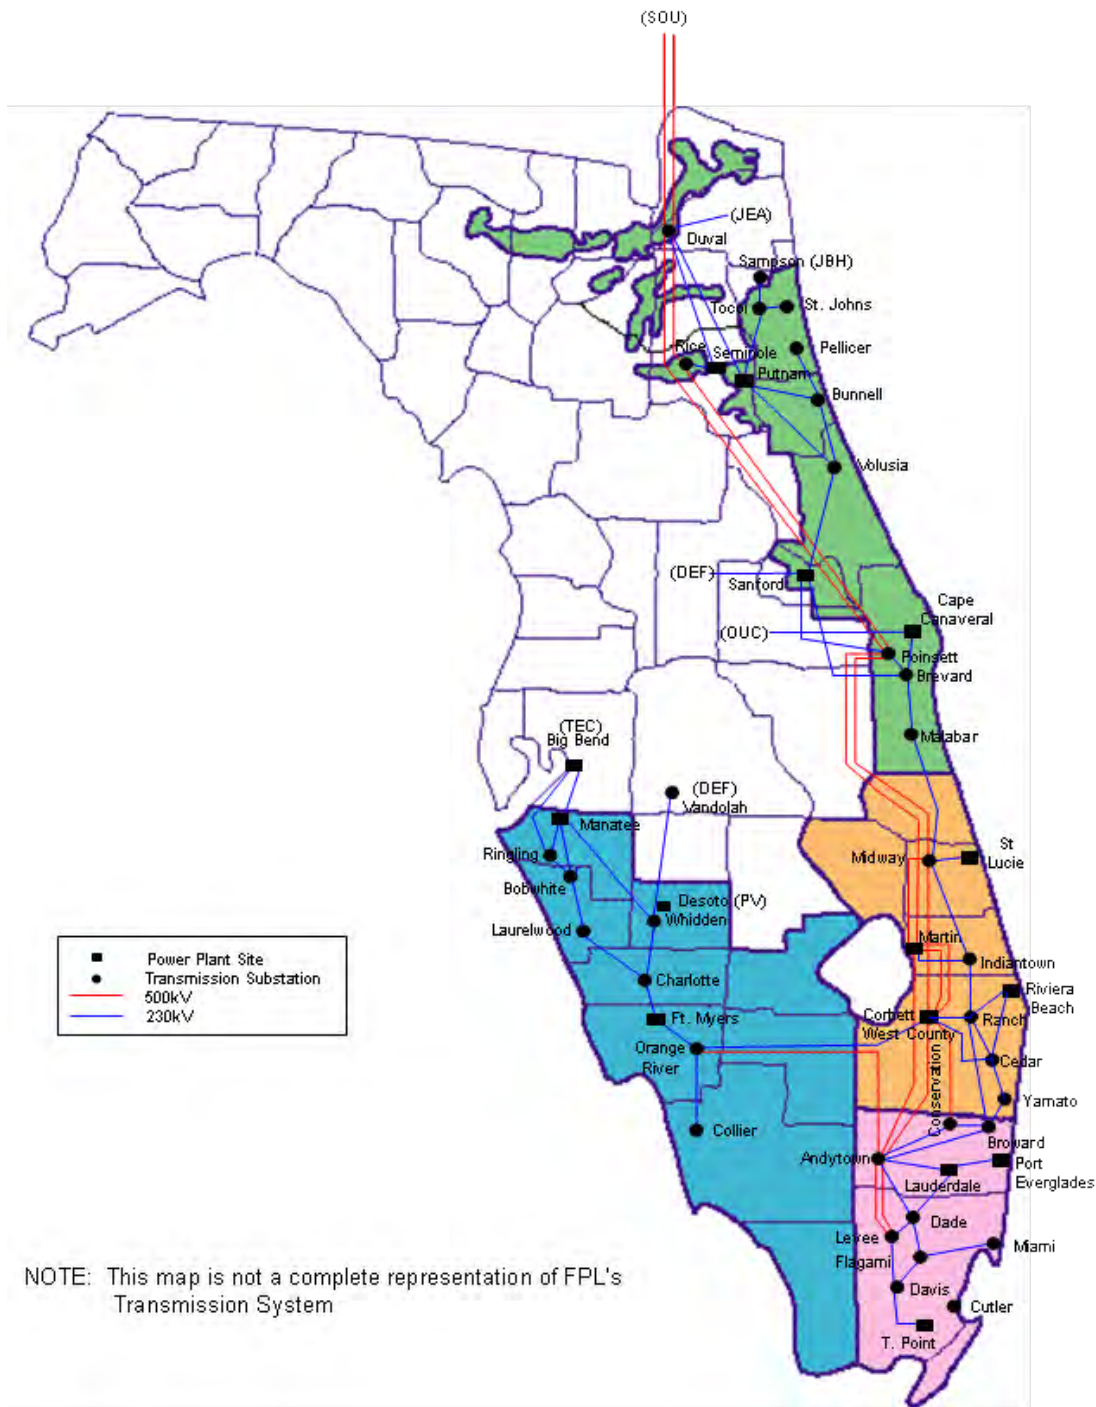 (SOU)
(JEA)
Duval
Sampson (JBH)
Tocoi
St. Johns
Rice
Seminole
Pellicer
Putnam
Bunnell
Volusia
(DEF)
Sanford
Cape
Canaveral
(OUC)
Poinsett
Brevard
Malabar
(TEC)
Big Bend
(DEF)
Vandolah
Manatee
Ringling
Midway
St
Lucie
Bobwhite
Desoto (PV)
Whidden
Laurelwood
Martin
Indiantown
Power Plant Site
Transmission Substation
500kV
230kV
Charlotte
Riviera
Beach
Ft. Myers
Corbett
West County
Ranch
Orange
River
Cedar
Conservation
Yamato
Collier
Broward
Andytown
Port
Everglades
Lauderdale
Dade
Levee
Miami
Flagami
NOTE: This map is not a complete representation of FPL's
Transmission System
Davis
Cutler
T. Point